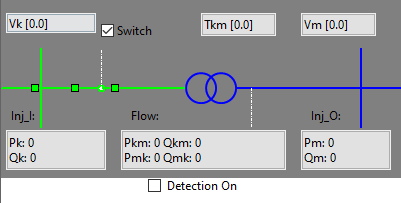 Vk [0.0]
Switch
Tkm [0.0]
Vm [0.0]
Inj_I:
Flow:
Inj_O:
Pk: 0
Qk: 0
Pkm: 0 Qkm: 0
Pmk: 0 Qmk: 0
Pm: 0
Qm: 0
Detection On